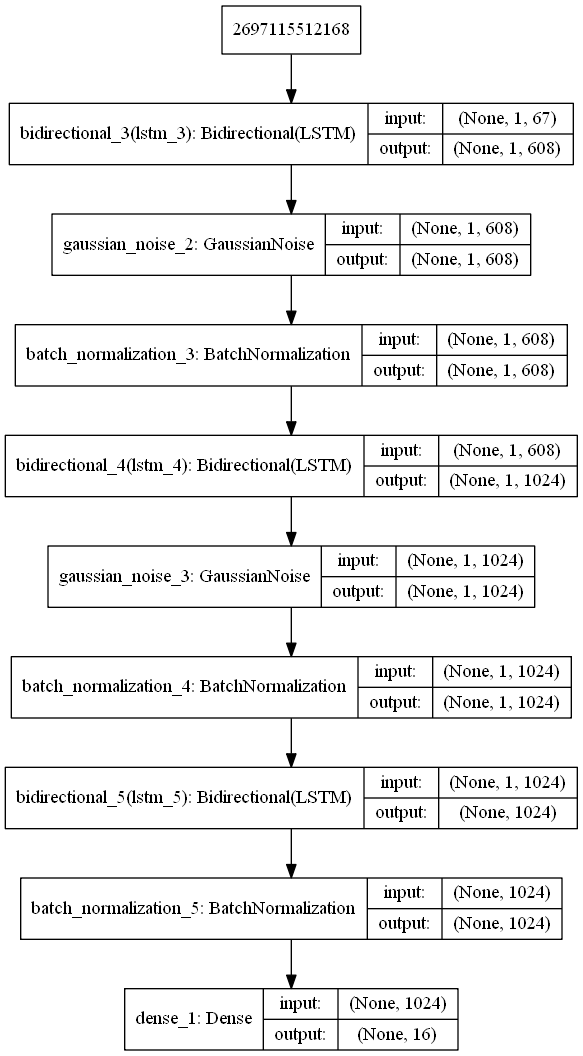 2697115512168
bidirectional_3(lstm_3): Bidirectional(LSTM)
input: (None, 1, 67)
output: (None, 1, 608)
gaussian_noise_2: GaussianNoise
input: (None, 1, 608)
output: (None, 1, 608)
batch_normalization_3: BatchNormalization
input: (None, 1, 608)
output: (None, 1, 608)
bidirectional_4(lstm_4): Bidirectional(LSTM)
input: (None, 1, 608)
output: (None, 1, 1024)
gaussian_noise_3: GaussianNoise
input: (None, 1, 1024)
output: (None, 1, 1024)
batch_normalization_4: BatchNormalization
input: (None, 1, 1024)
output: (None, 1, 1024)
bidirectional_5(lstm_5): Bidirectional(LSTM)
input: (None, 1, 1024)
output: (None, 1024)
batch_normalization_5: BatchNormalization
input: (None, 1024)
output: (None, 1024)
dense_1: Dense
input: (None, 1024)
output: (None, 16)